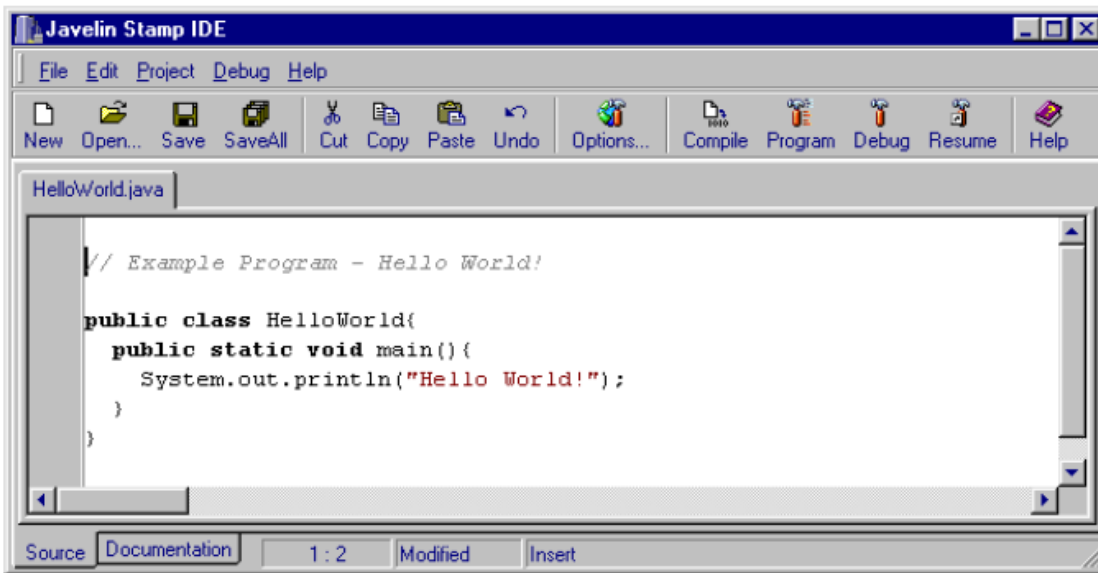 Javelin Stamp IDE
File Edit Project Debug Help
New Open... Save SaveAll Cut Copy Paste Undo Options... Compile Program Debug Resume Help
HelloWorld.java
// Example Program - Hello World!
public class HelloWorld{
public static void main(){
System.out.println("Hello World!");
}
}
Source Documentation 1 : 2 Modified Insert